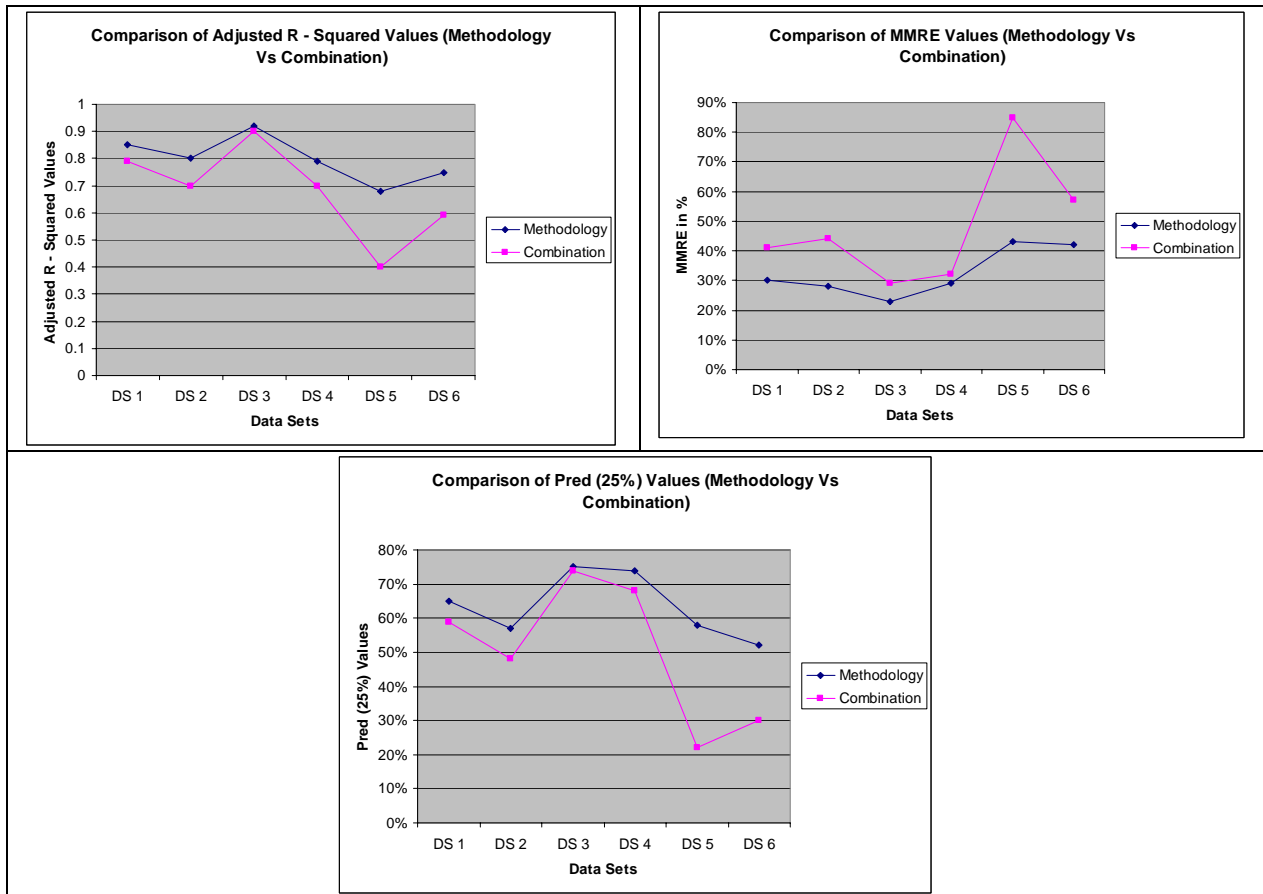 Comparison of Adjusted R - Squared Values (Methodology
Vs Combination)
1
0.9
0.8
0.7
0.6
0.5
0.4
0.3
0.2
0.1
0
Adjusted R - Squared Values
DS 1 DS 2 DS 3 DS 4 DS 5 DS 6
Data Sets
Methodology
Combination
Comparison of MMRE Values (Methodology Vs
Combination)
90%
80%
70%
60%
50%
40%
30%
20%
10%
0%
MMRE in %
DS 1 DS 2 DS 3 DS 4 DS 5 DS 6
Data Sets
Methodology
Combination
Comparison of Pred (25%) Values (Methodology Vs
Combination)
80%
70%
60%
50%
40%
30%
20%
10%
0%
Pred (25%) Values
DS 1 DS 2 DS 3 DS 4 DS 5 DS 6
Data Sets
Methodology
Combination